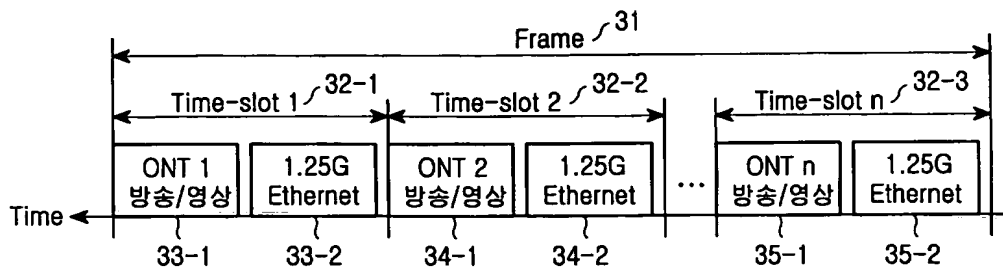 Frame 31
Time-slot 1 32-1 Time-slot 2 32-2 Time-slot n 32-3
ONT 1 1.25G ONT 2 1.25G ... ONT n 1.25G
방송/영상 Ethernet 방송/영상 Ethernet 방송/영상 Ethernet
Time
33-1 33-2 34-1 34-2 35-1 35-2